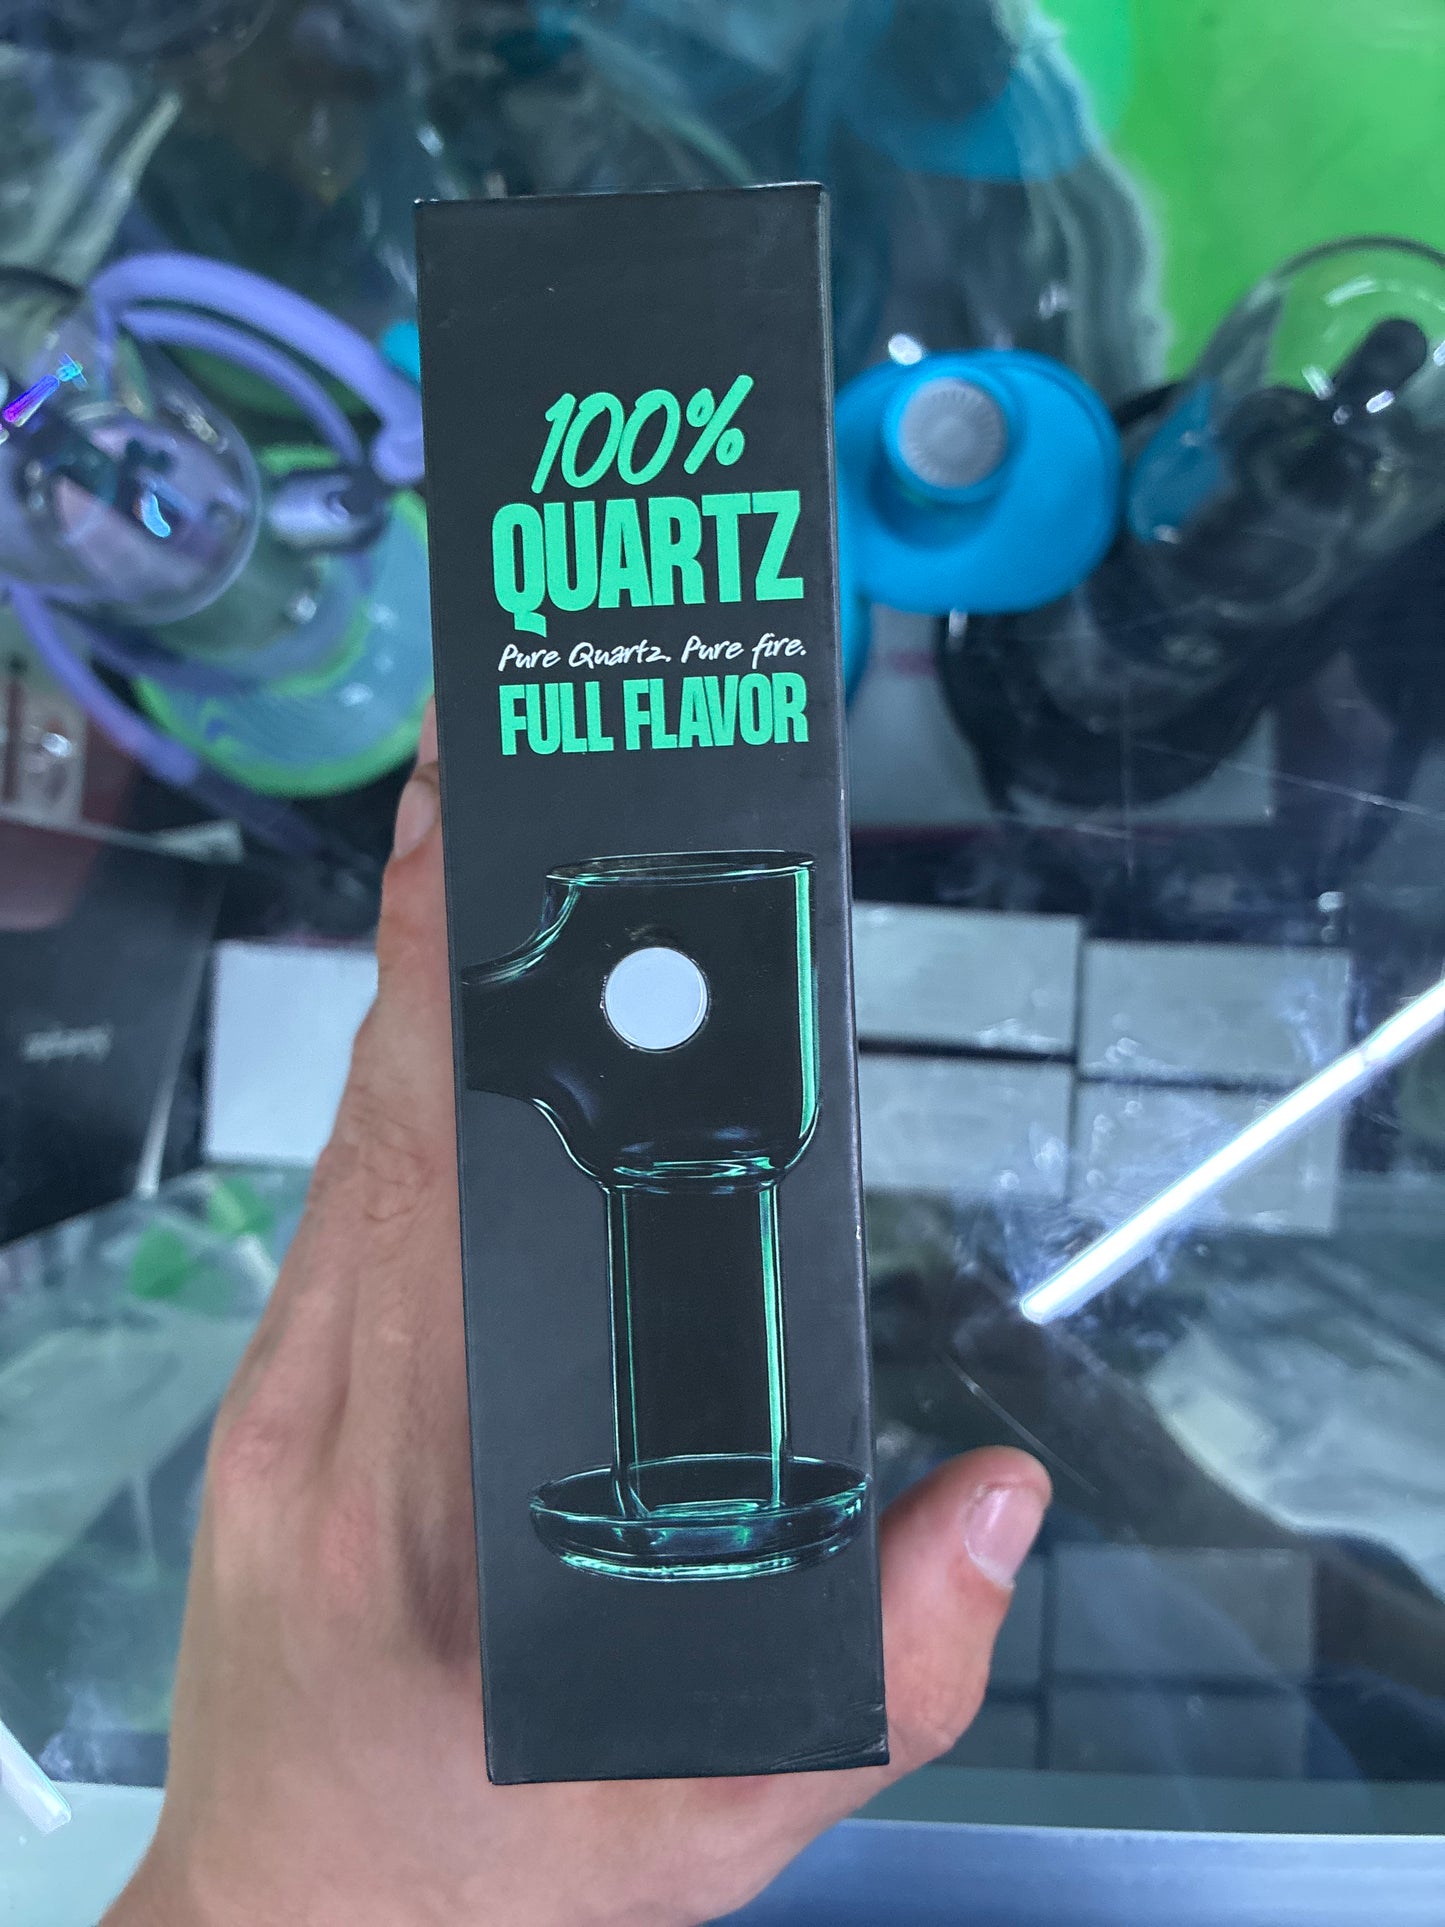 100%
QUARTZ
Pure Quartz. Pure fire.
FULL FLAVOR